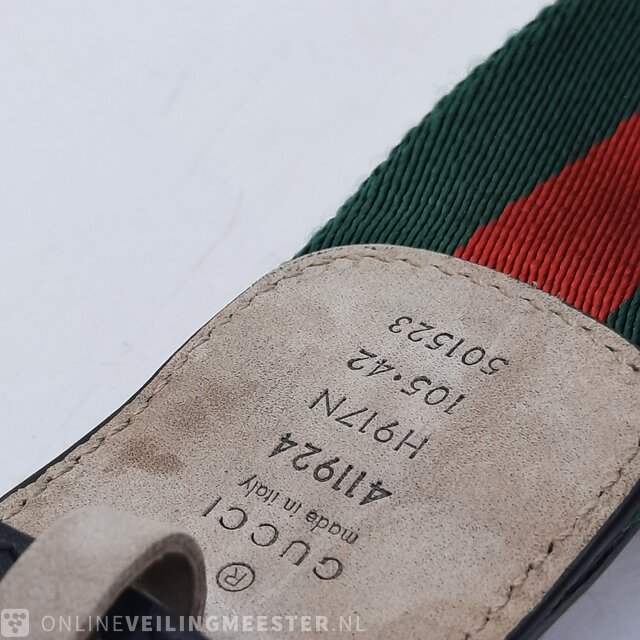 ® GUCCI
made in italy
411924
H917N
105·42
501523
ONLINEVEILINGMEESTER.NL